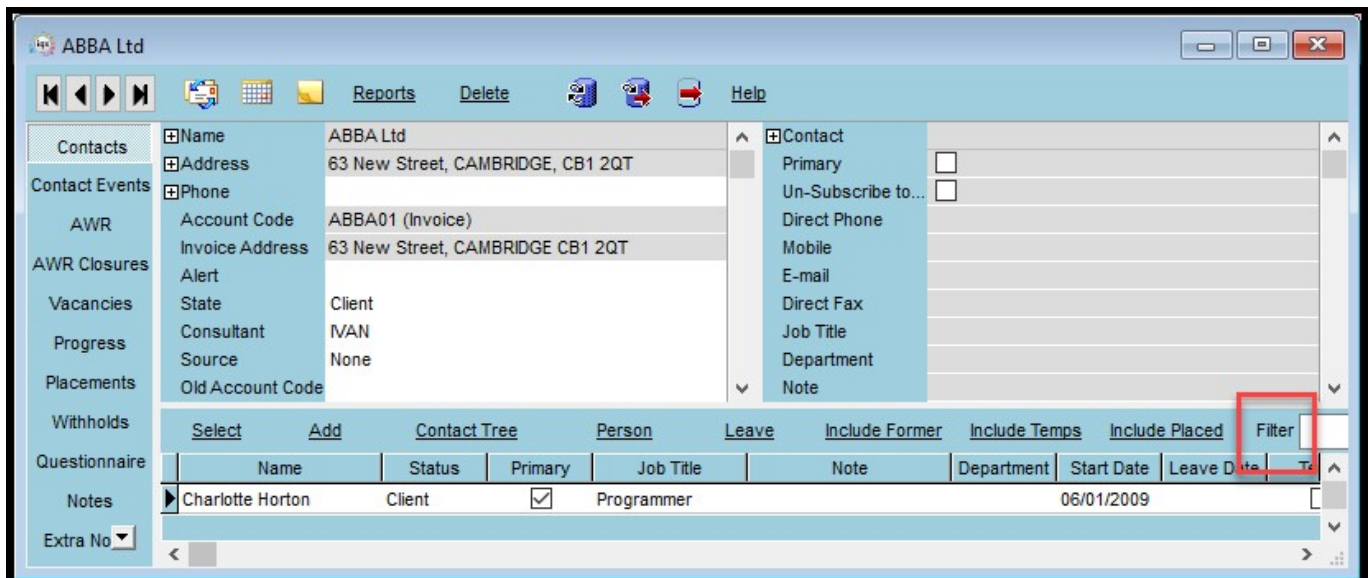 ABBA Ltd
Reports Delete Help
Contacts
Contact Events
AWR
AWR Closures
Vacancies
Progress
Placements
Withholds
Questionnaire
Notes
Extra No
Name ABBA Ltd
Address 63 New Street, CAMBRIDGE, CB1 2QT
Phone
Account Code ABBA01 (Invoice)
Invoice Address 63 New Street, CAMBRIDGE CB1 2QT
Alert
State Client
Consultant IVAN
Source None
Old Account Code
Contact
Primary
Un-Subscribe to...
Direct Phone
Mobile
E-mail
Direct Fax
Job Title
Department
Note
Select Add Contact Tree Person Leave Include Former Include Temps Include Placed Filter
Name Status Primary Job Title Note Department Start Date Leave Date Te
Charlotte Horton Client Programmer 06/01/2009